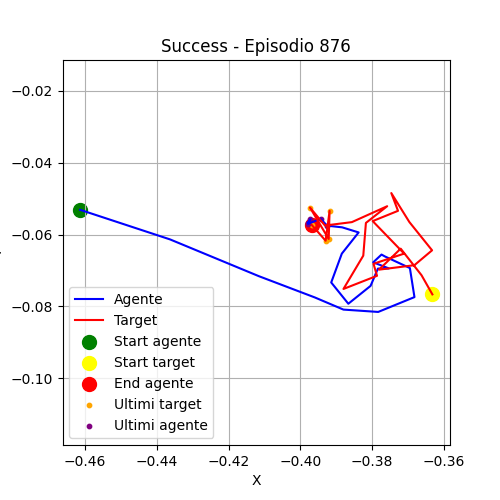 Success - Episodio 876
−0.02
−0.04
−0.06
−0.08
−0.10
Agente
Target
Start agente
Start target
End agente
Ultimi target
Ultimi agente
−0.46
−0.44
−0.42
−0.40
−0.38
−0.36
X